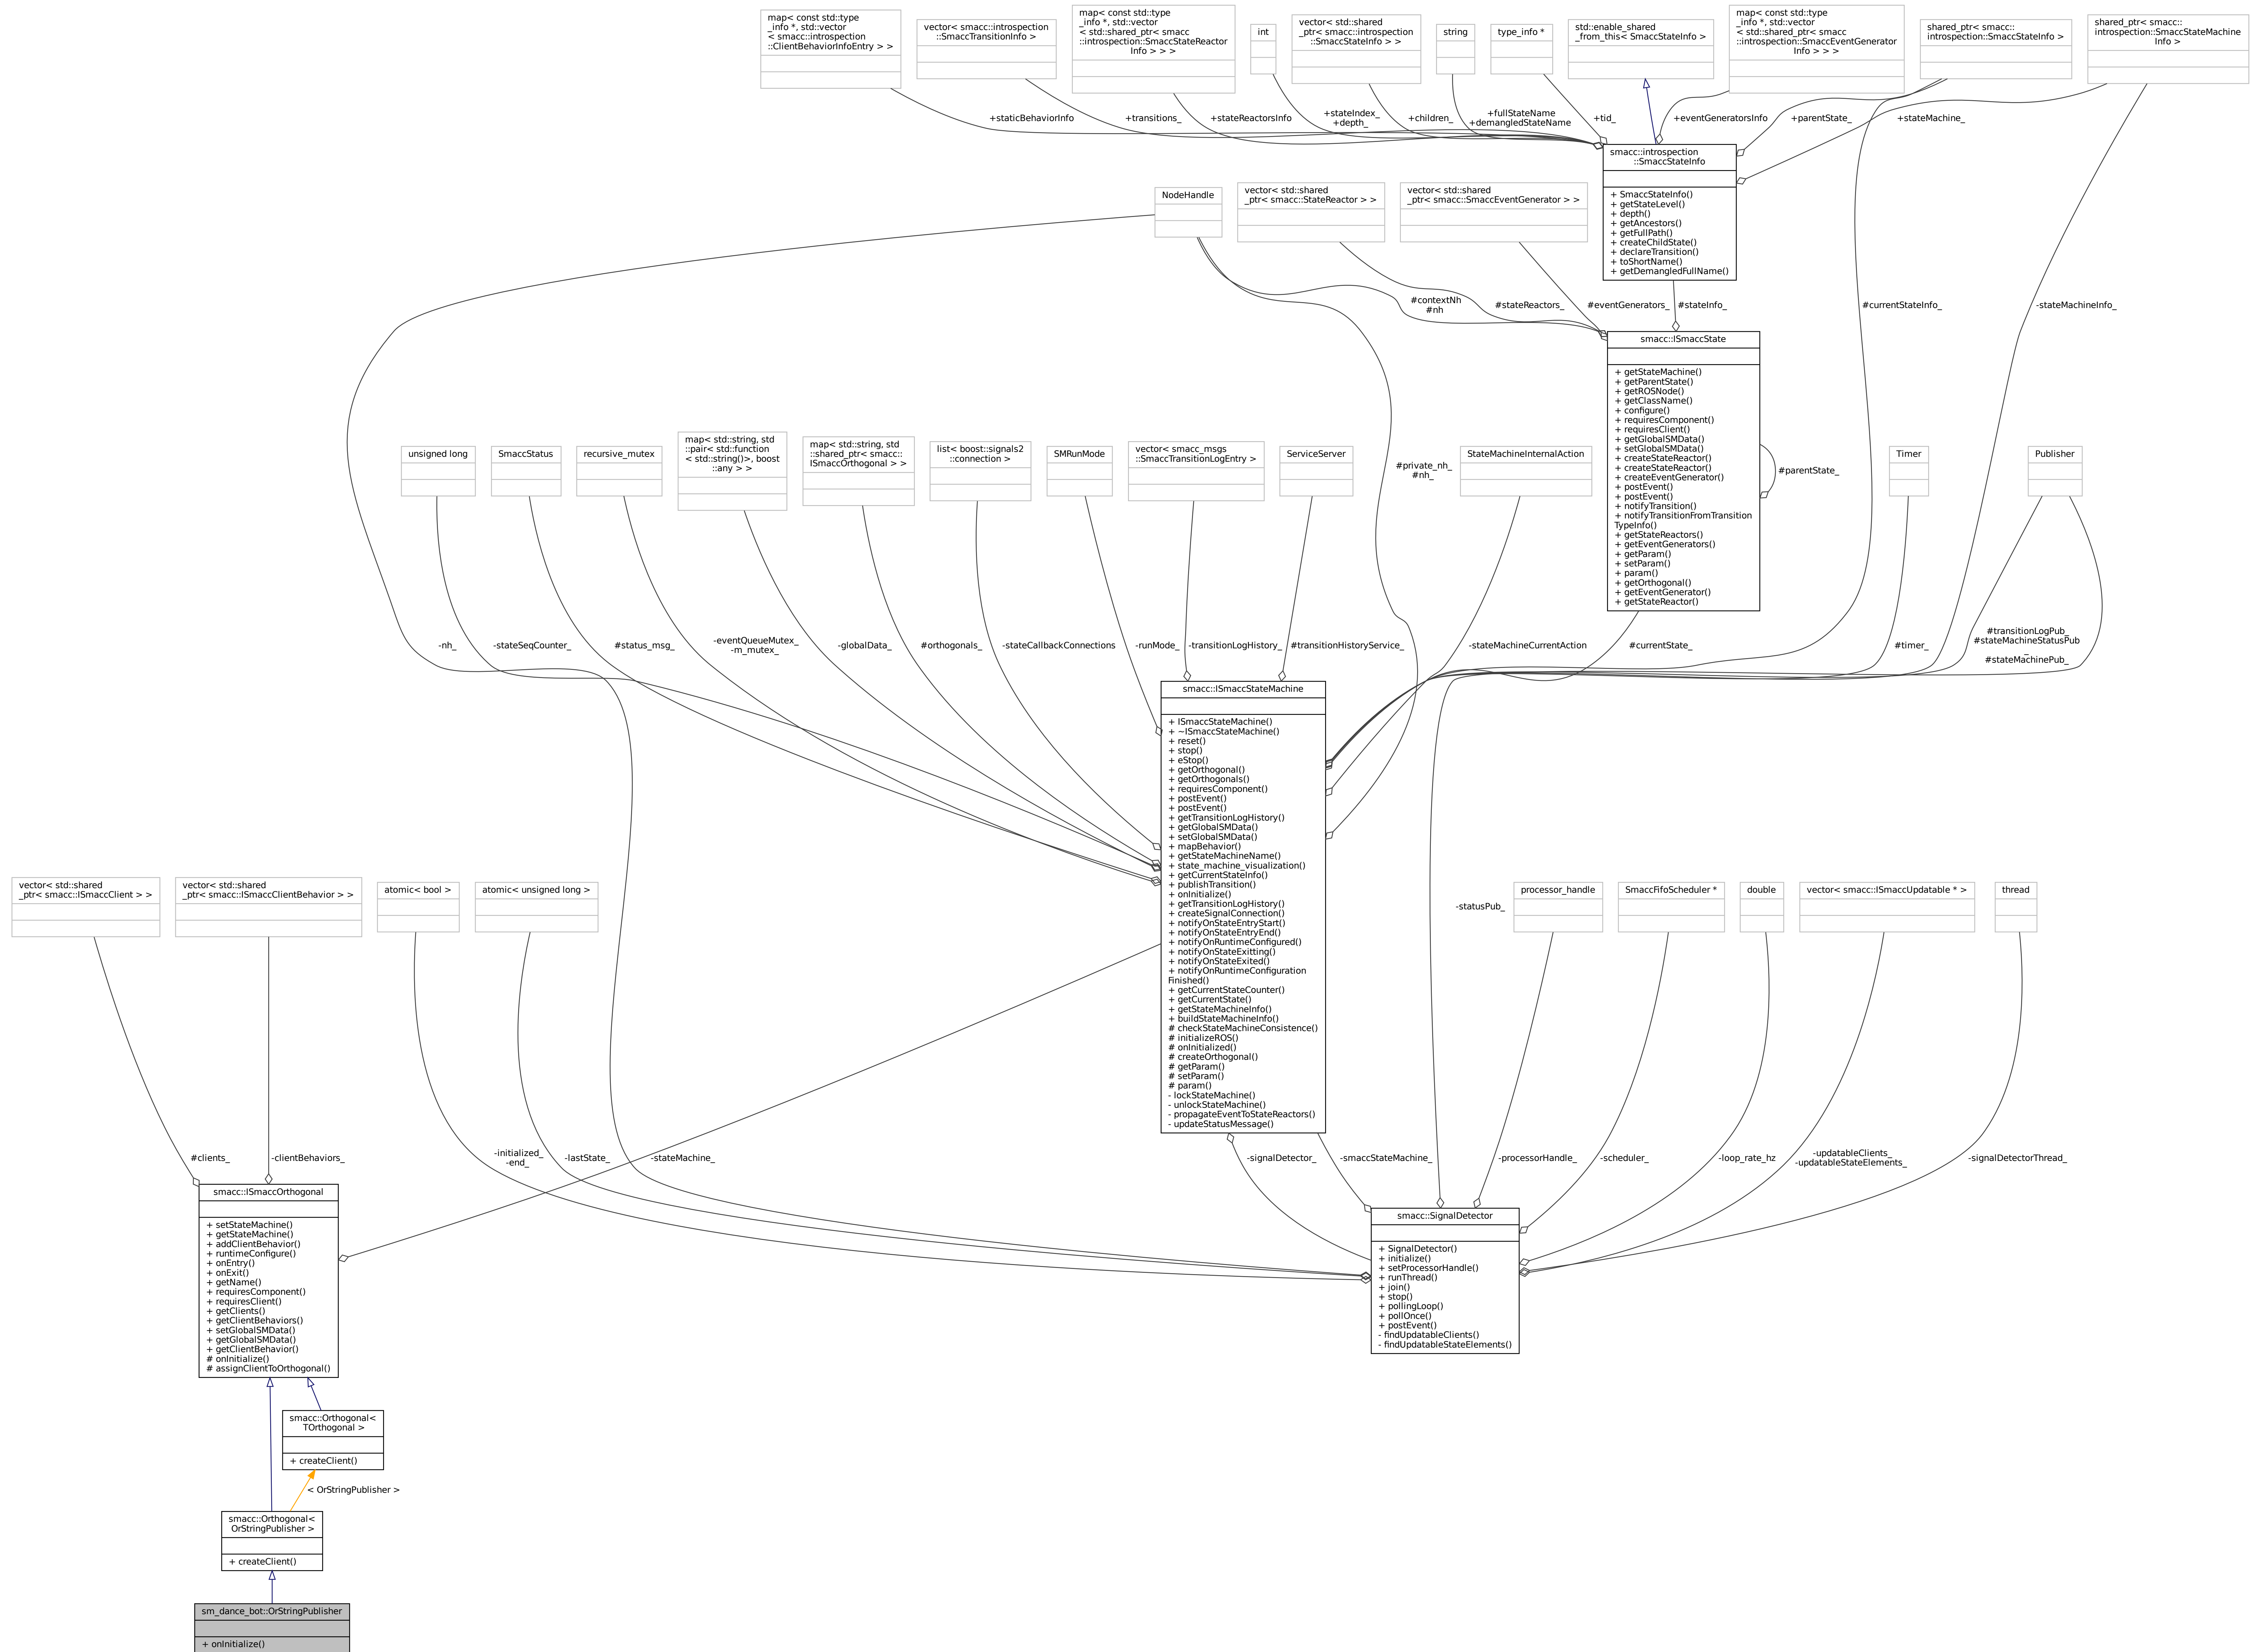 map< const std::type
_info *, std::vector
< smacc::introspection
::ClientBehaviorInfoEntry > >
vector< smacc::introspection
::SmaccTransitionInfo >
map< const std::type
_info *, std::vector
< std::shared_ptr< smacc
::introspection::SmaccStateReactor
Info > > >
int
vector< std::shared
_ptr< smacc::introspection
::SmaccStateInfo > >
string
type_info *
std::enable_shared
_from_this< SmaccStateInfo >
map< const std::type
_info *, std::vector
< std::shared_ptr< smacc
::introspection::SmaccEventGenerator
Info > > >
shared_ptr< smacc::
introspection::SmaccStateInfo >
shared_ptr< smacc::
introspection::SmaccStateMachine
Info >
+staticBehaviorInfo
+transitions_
+stateReactorsInfo
+stateIndex_
+depth_
+children_
+fullStateName
+demangledStateName
+tid_
+eventGeneratorsInfo
+parentState_
+stateMachine_
smacc::introspection
::SmaccStateInfo
+ SmaccStateInfo()
+ getStateLevel()
+ depth()
+ getAncestors()
+ getFullPath()
+ createChildState()
+ declareTransition()
+ toShortName()
+ getDemangledFullName()
NodeHandle
vector< std::shared
_ptr< smacc::StateReactor > >
vector< std::shared
_ptr< smacc::SmaccEventGenerator > >
#contextNh
#nh
#stateReactors_
#eventGenerators_
#stateInfo_
#currentStateInfo_
-stateMachineInfo_
smacc::ISmaccState
+ getStateMachine()
+ getParentState()
+ getROSNode()
+ getClassName()
+ configure()
+ requiresComponent()
+ requiresClient()
+ getGlobalSMData()
+ setGlobalSMData()
+ createStateReactor()
+ createStateReactor()
+ createEventGenerator()
+ postEvent()
+ postEvent()
+ notifyTransition()
+ notifyTransitionFromTransition
TypeInfo()
+ getStateReactors()
+ getEventGenerators()
+ getParam()
+ setParam()
+ param()
+ getOrthogonal()
+ getEventGenerator()
+ getStateReactor()
#parentState_
unsigned long
SmaccStatus
recursive_mutex
map< std::string, std
::pair< std::function
< std::string()>, boost
::any > >
map< std::string, std
::shared_ptr< smacc::
ISmaccOrthogonal > >
list< boost::signals2
::connection >
SMRunMode
vector< smacc_msgs
::SmaccTransitionLogEntry >
ServiceServer
#private_nh_
#nh_
StateMachineInternalAction
Timer
Publisher
-nh_
-stateSeqCounter_
#status_msg_
-eventQueueMutex_
-m_mutex_
-globalData_
#orthogonals_
-stateCallbackConnections
-runMode_
-transitionLogHistory_
#transitionHistoryService_
-stateMachineCurrentAction
#currentState_
#timer_
#transitionLogPub_
#stateMachineStatusPub
_
#stateMachinePub_
smacc::ISmaccStateMachine
+ ISmaccStateMachine()
+ ~ISmaccStateMachine()
+ reset()
+ stop()
+ eStop()
+ getOrthogonal()
+ getOrthogonals()
+ requiresComponent()
+ postEvent()
+ postEvent()
+ getTransitionLogHistory()
+ getGlobalSMData()
+ setGlobalSMData()
+ mapBehavior()
+ getStateMachineName()
+ state_machine_visualization()
+ getCurrentStateInfo()
+ publishTransition()
+ onInitialize()
+ getTransitionLogHistory()
+ createSignalConnection()
+ notifyOnStateEntryStart()
+ notifyOnStateEntryEnd()
+ notifyOnRuntimeConfigured()
+ notifyOnStateExitting()
+ notifyOnStateExited()
+ notifyOnRuntimeConfiguration
Finished()
+ getCurrentStateCounter()
+ getCurrentState()
+ getStateMachineInfo()
+ buildStateMachineInfo()
# checkStateMachineConsistence()
# initializeROS()
# onInitialized()
# createOrthogonal()
# getParam()
# setParam()
# param()
- lockStateMachine()
- unlockStateMachine()
- propagateEventToStateReactors()
- updateStatusMessage()
vector< std::shared
_ptr< smacc::ISmaccClient > >
vector< std::shared
_ptr< smacc::ISmaccClientBehavior > >
atomic< bool >
atomic< unsigned long >
-statusPub_
processor_handle
SmaccFifoScheduler *
double
vector< smacc::ISmaccUpdatable * >
thread
#clients_
-clientBehaviors_
-initialized_
-end_
-lastState_
-stateMachine_
-signalDetector_
-smaccStateMachine_
-processorHandle_
-scheduler_
-loop_rate_hz
-updatableClients_
-updatableStateElements_
-signalDetectorThread_
smacc::ISmaccOrthogonal
+ setStateMachine()
+ getStateMachine()
+ addClientBehavior()
+ runtimeConfigure()
+ onEntry()
+ onExit()
+ getName()
+ requiresComponent()
+ requiresClient()
+ getClients()
+ getClientBehaviors()
+ setGlobalSMData()
+ getGlobalSMData()
+ getClientBehavior()
# onInitialize()
# assignClientToOrthogonal()
smacc::SignalDetector
+ SignalDetector()
+ initialize()
+ setProcessorHandle()
+ runThread()
+ join()
+ stop()
+ pollingLoop()
+ pollOnce()
+ postEvent()
- findUpdatableClients()
- findUpdatableStateElements()
smacc::Orthogonal<
TOrthogonal >
+ createClient()
< OrStringPublisher >
smacc::Orthogonal<
OrStringPublisher >
+ createClient()
sm_dance_bot::OrStringPublisher
+ onInitialize()